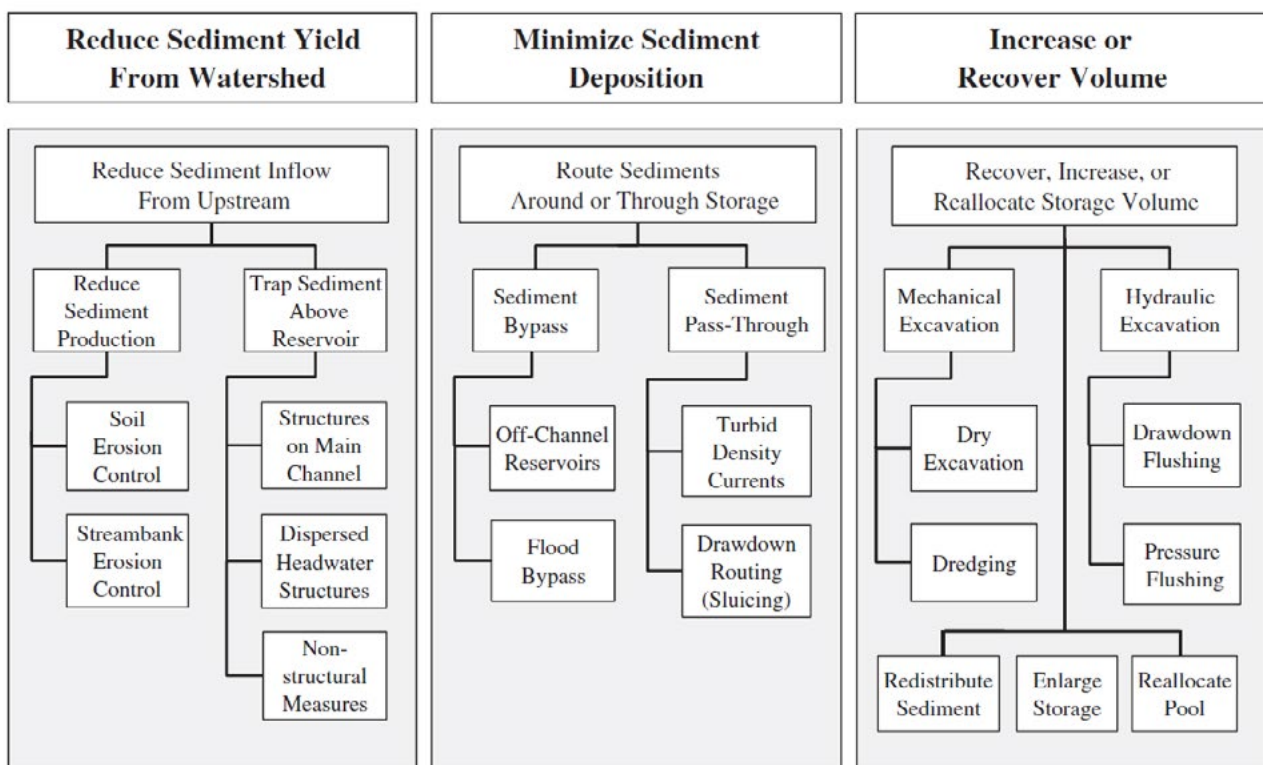 Reduce Sediment Yield
From Watershed
Minimize Sediment
Deposition
Increase or
Recover Volume
Reduce Sediment Inflow
From Upstream
Reduce
Sediment
Production
Trap Sediment
Above
Reservoir
Soil
Erosion
Control
Streambank
Erosion
Control
Structures
on Main
Channel
Dispersed
Headwater
Structures
Non-
structural
Measures
Route Sediments
Around or Through Storage
Sediment
Bypass
Sediment
Pass-Through
Off-Channel
Reservoirs
Flood
Bypass
Turbid
Density
Currents
Drawdown
Routing
(Sluicing)
Recover, Increase, or
Reallocate Storage Volume
Mechanical
Excavation
Hydraulic
Excavation
Dry
Excavation
Dredging
Drawdown
Flushing
Pressure
Flushing
Redistribute
Sediment
Enlarge
Storage
Reallocate
Pool